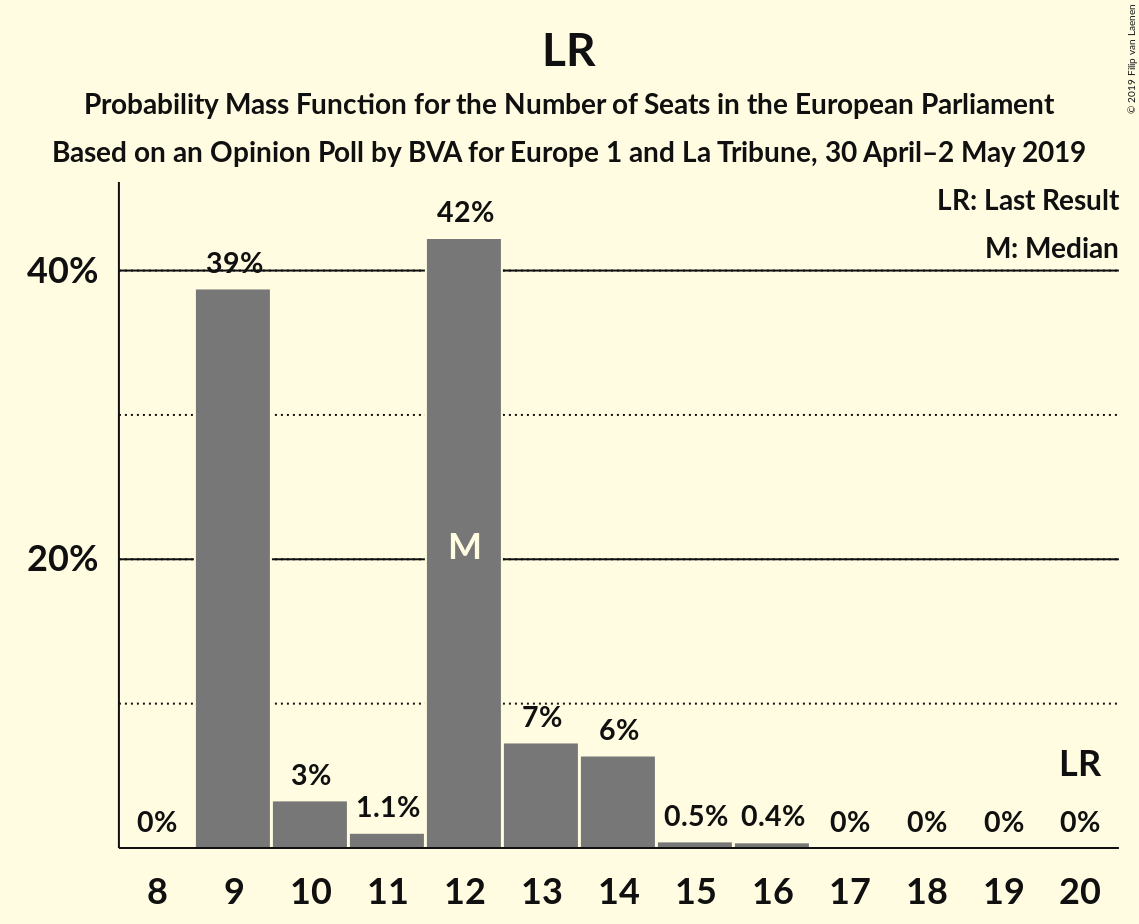 LR
Probability Mass Function for the Number of Seats in the European Parliament
Based on an Opinion Poll by BVA for Europe 1 and La Tribune, 30 April–2 May 2019
© 2019 Filip van Laenen
LR: Last Result
M: Median
40%
20%
0%
39%
3%
1.1%
42%
M
7%
6%
0.5%
0.4%
0%
0%
0%
LR
0%
8 9 10 11 12 13 14 15 16 17 18 19 20